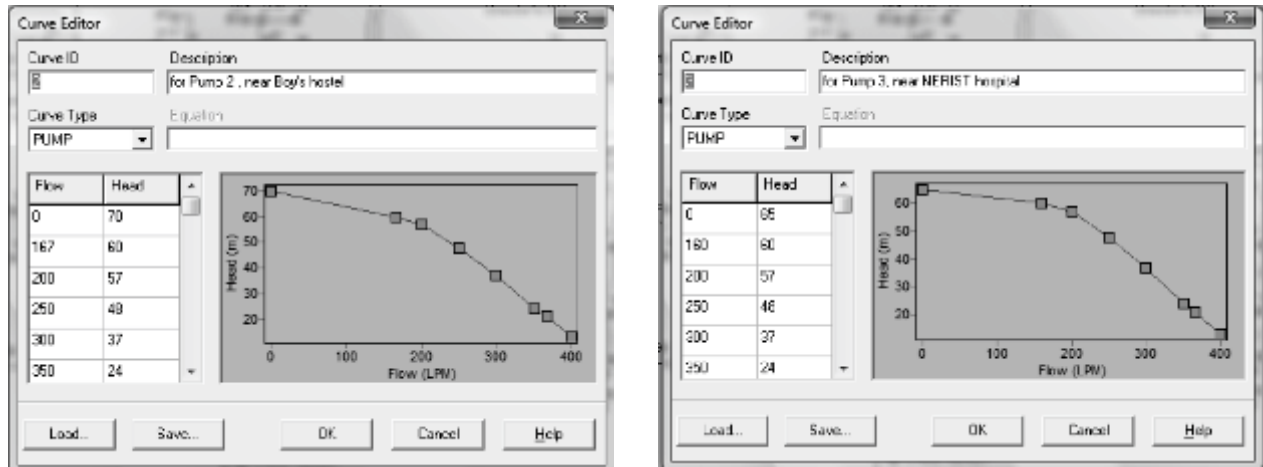 Curve Editor
Curve ID
Description
for Pump 2 , near Boy's hostel
Curve Type
Equation
PUMP
Flow Head
0 70
167 60
200 57
250 48
300 37
350 24
Head (m)
70
60
50
40
30
20
0 100 200 300 400
Flow (LPM)
Load... Save... OK Cancel Help
Curve Editor
Curve ID
Description
for Pump 3, near NERIST hospital
Curve Type
Equation
PUMP
Flow Head
0 65
160 60
200 57
250 48
300 37
350 24
Head (m)
60
50
40
30
20
0 100 200 300 400
Flow (LPM)
Load... Save... OK Cancel Help